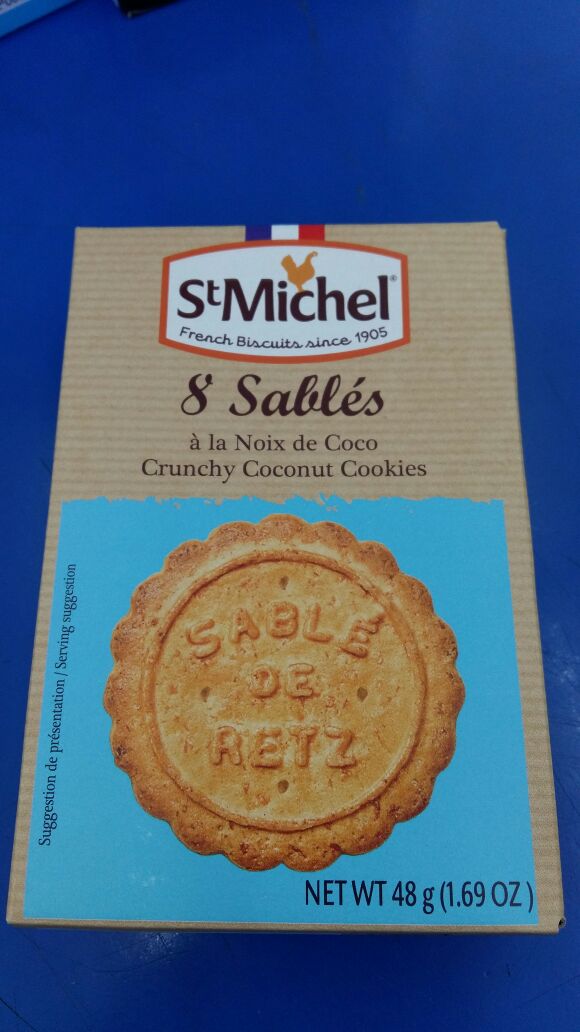 StMichel®
French Biscuits since 1905
8 Sablés
à la Noix de Coco
Crunchy Coconut Cookies
Suggestion de présentation / Serving suggestion
SABLÉ
DE
RETZ
NET WT 48 g (1.69 OZ)